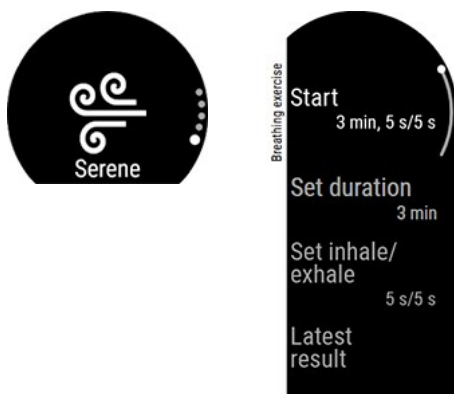 Serene
Breathing exercise
Start
3 min, 5 s/5 s
Set duration
3 min
Set inhale/
exhale
5 s/5 s
Latest
result